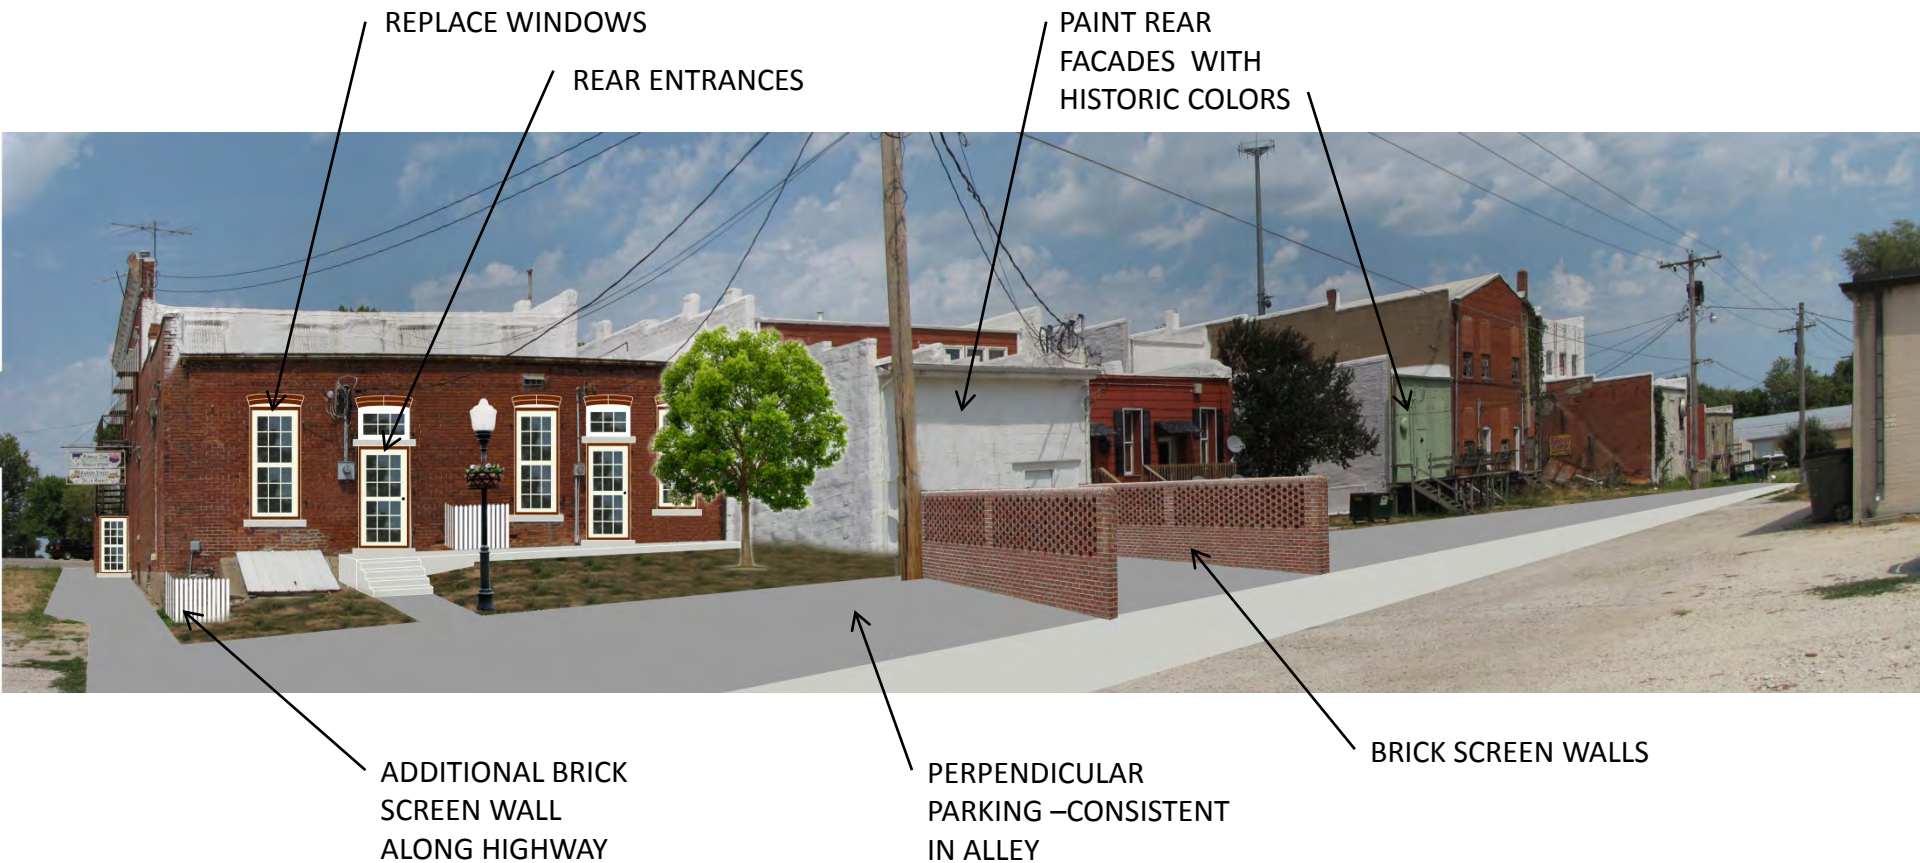 REPLACE WINDOWS
REAR ENTRANCES
PAINT REAR
FACADES WITH
HISTORIC COLORS
ADDITIONAL BRICK
SCREEN WALL
ALONG HIGHWAY
PERPENDICULAR
PARKING –CONSISTENT
IN ALLEY
BRICK SCREEN WALLS